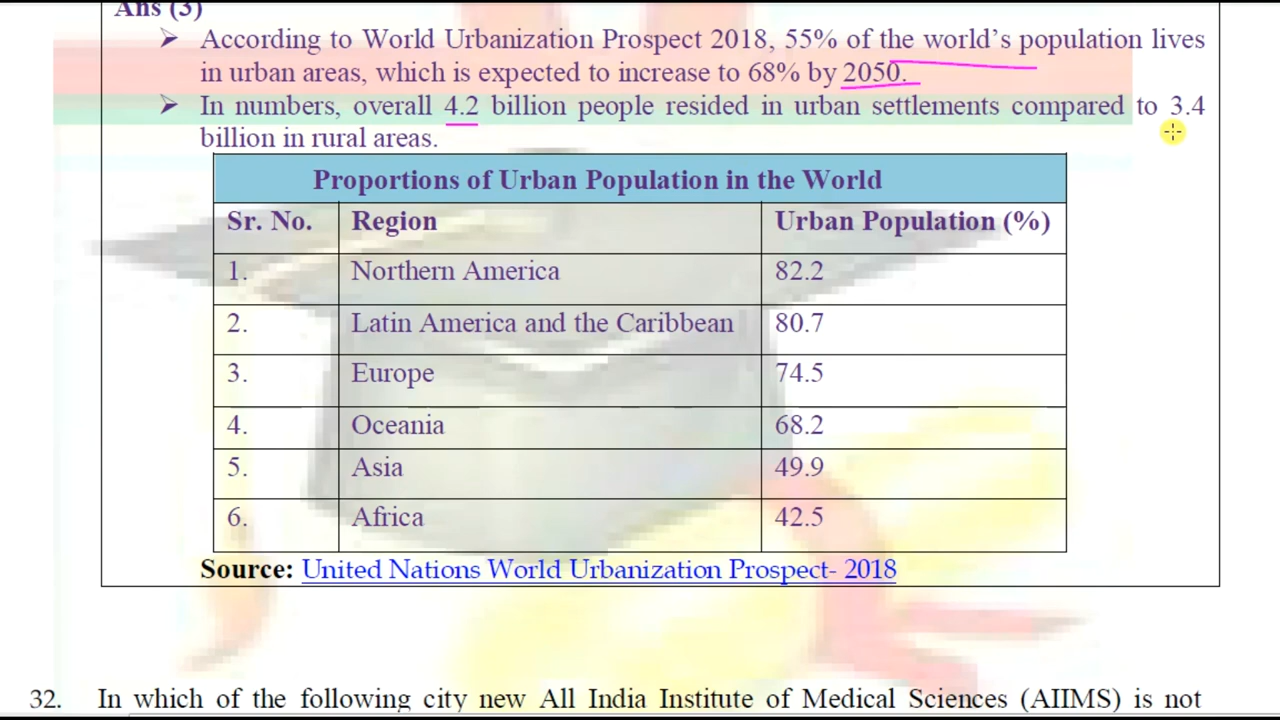 Ans (3)
➤ According to World Urbanization Prospect 2018, 55% of the world's population lives
in urban areas, which is expected to increase to 68% by 2050.
➤ In numbers, overall 4.2 billion people resided in urban settlements compared to 3.4
billion in rural areas.
Proportions of Urban Population in the World
Sr. No. Region Urban Population (%)
1. Northern America 82.2
2. Latin America and the Caribbean 80.7
3. Europe 74.5
4. Oceania 68.2
5. Asia 49.9
6. Africa 42.5
Source: United Nations World Urbanization Prospect- 2018
32. In which of the following city new All India Institute of Medical Sciences (AIIMS) is not